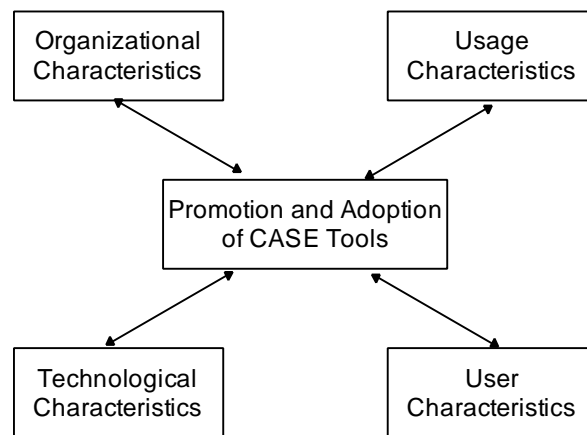 Organizational
Characteristics
Usage
Characteristics
Promotion and Adoption
of CASE Tools
Technological
Characteristics
User
Characteristics